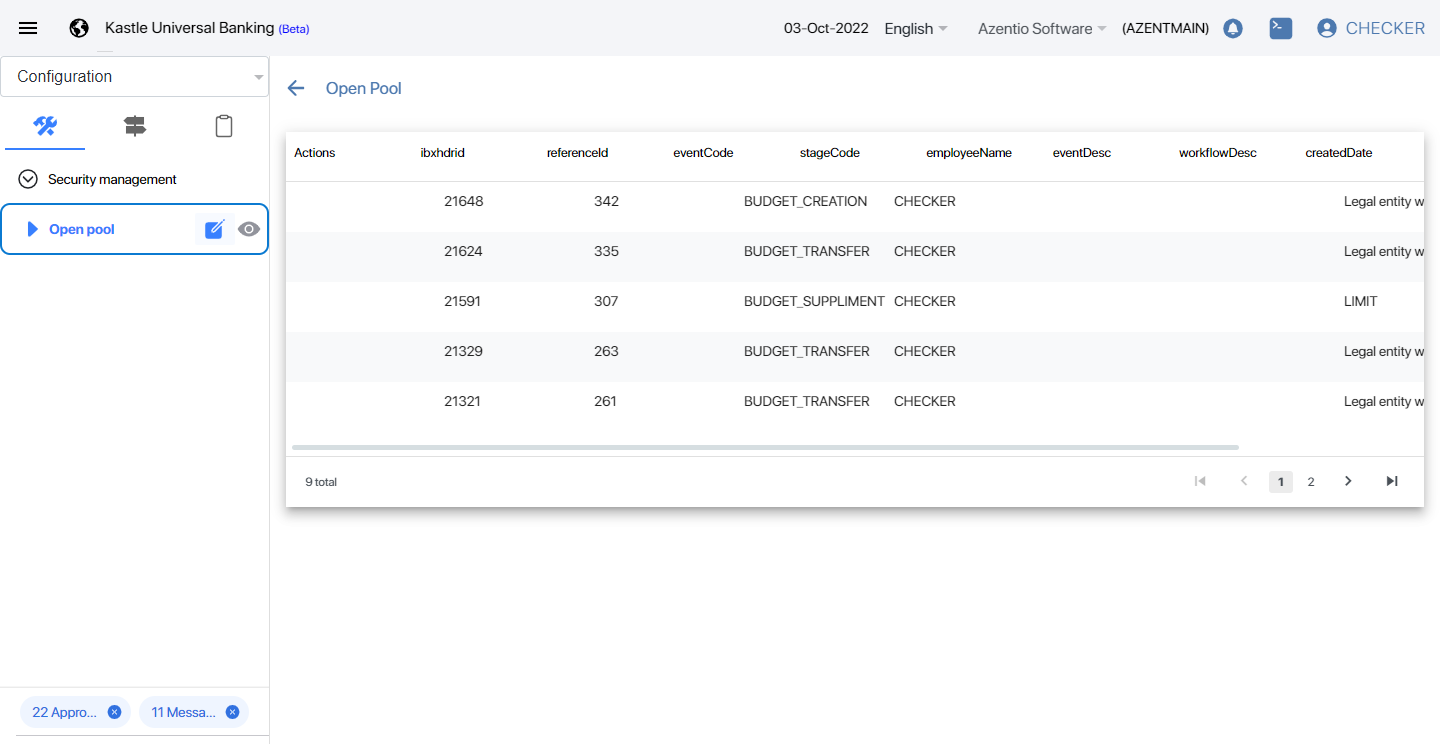 Kastle Universal Banking (Beta)
03-Oct-2022 English Azentio Software (AZENTMAIN) CHECKER
Configuration
Security management
Open pool
22 Appro... 11 Messa...
Open Pool
Actions ibxhdrid referenceId eventCode stageCode employeeName eventDesc workflowDesc createdDate
21648 342 BUDGET_CREATION CHECKER Legal entity w
21624 335 BUDGET_TRANSFER CHECKER Legal entity w
21591 307 BUDGET_SUPPLIMENT CHECKER LIMIT
21329 263 BUDGET_TRANSFER CHECKER Legal entity w
21321 261 BUDGET_TRANSFER CHECKER Legal entity w
9 total 1 2